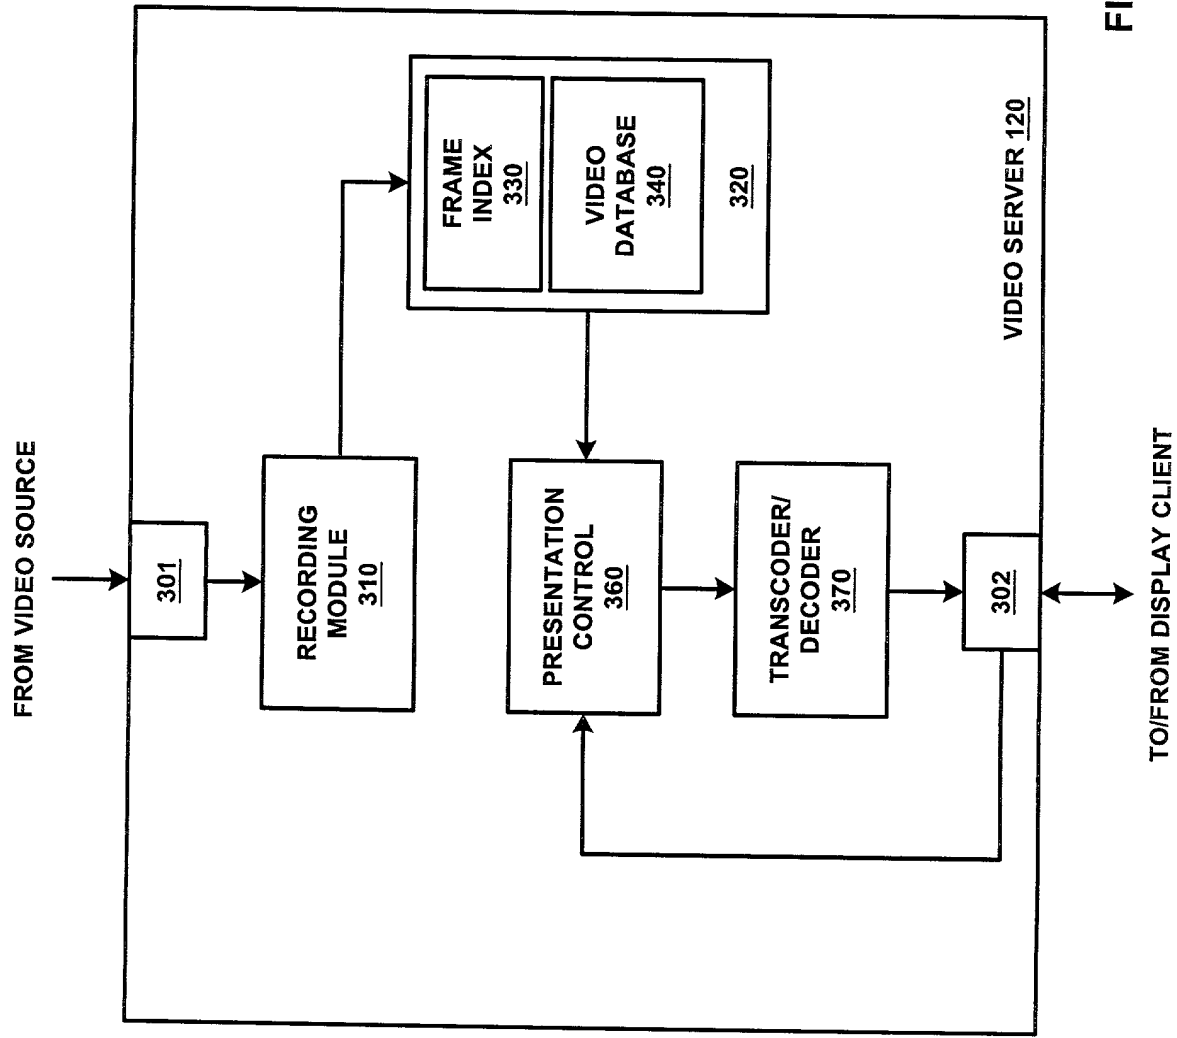 FROM VIDEO SOURCE
301
RECORDING
MODULE
310
FRAME
INDEX
330
VIDEO
DATABASE
340
320
PRESENTATION
CONTROL
360
TRANSCODER/
DECODER
370
302
VIDEO SERVER 120
TO/FROM DISPLAY CLIENT
FI